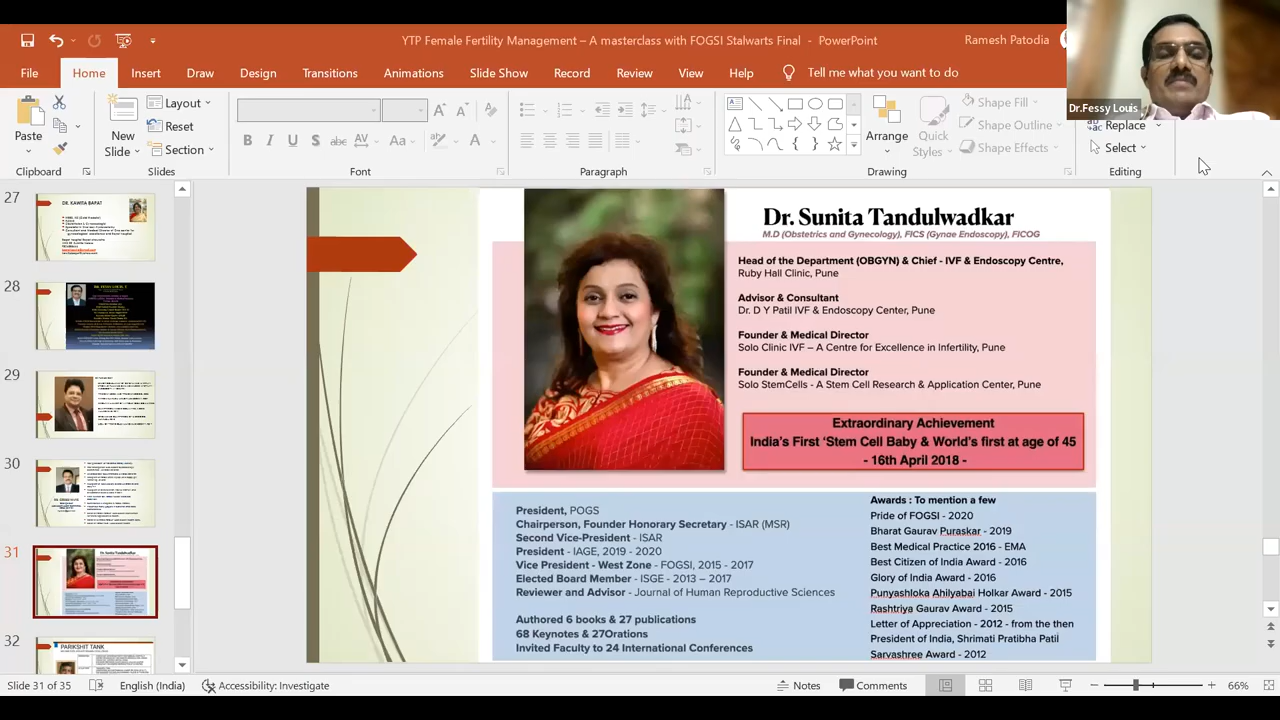 YTP Female Fertility Management – A masterclass with FOGSI Stalwarts Final - PowerPoint
Ramesh Patodia
File Home Insert Draw Design Transitions Animations Slide Show Record Review View Help Tell me what you want to do
Dr.Fessy Louis
Paste
Clipboard
New
Slide
Layout
Reset
Section
Slides
Font
Paragraph
Arrange
Quick
Styles
Shape Fill
Shape Outline
Shape Effects
Drawing
Replace
Select
Editing
27
DR. KAWITA BAPAT
28
29
30
31
Dr Sunita Tandulwadkar
32
PARIKSHIT TANK
Dr Sunita Tandulwadkar
M.D (Obstetrics and Gynecology), FICS (Gynae Endoscopy), FICOG
Head of the Department (OBGYN) & Chief - IVF & Endoscopy Centre,
Ruby Hall Clinic, Pune
Advisor & Consultant
Dr. D Y Patil IVF & Endoscopy Center, Pune
Founder & Medical Director
Solo Clinic IVF – A Centre for Excellence in Infertility, Pune
Founder & Medical Director
Solo StemCells - A Stem Cell Research & Application Center, Pune
Extraordinary Achievement
India's First 'Stem Cell Baby & World's first at age of 45
- 16th April 2018 -
President, POGS
Chairperson, Founder Honorary Secretary - ISAR (MSR)
Second Vice-President - ISAR
President - IAGE, 2019 - 2020
Vice President - West Zone - FOGSI, 2015 - 2017
Elected Board Member - ISGE - 2013 – 2017
Reviewer and Advisor - Journal of Human Reproductive Sciences
Authored 6 books & 27 publications
68 Keynotes & 27Orations
Invited Faculty to 24 International Conferences
Awards : To mention a few
Pride of FOGSI - 2020
Bharat Gaurav Puraskar - 2019
Best Medical Practice 2016 - EMA
Best Citizen of India Award - 2016
Glory of India Award - 2016
Punyashloka Ahilyabai Holkar Award - 2015
Rashtriya Gaurav Award - 2015
Letter of Appreciation - 2012 - from the then
President of India, Shrimati Pratibha Patil
Sarvashree Award - 2012
Slide 31 of 35 English (India) Accessibility: Investigate Notes Comments 66%